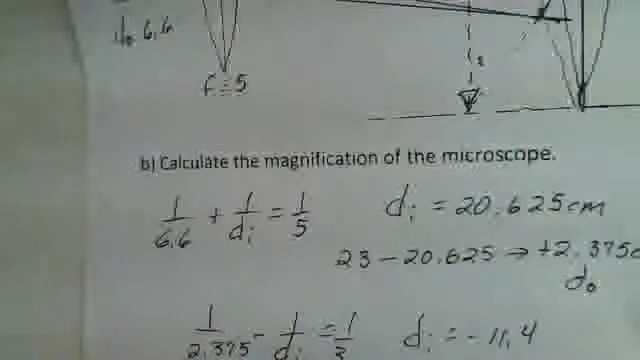 do 6.6
f = 5
b) Calculate the magnification of the microscope.
1/6.6 + 1/di = 1/5
di = 20.625cm
23 - 20.625 → +2.375c
do
1/2.375 - 1/di = 1/3
di = -11.4